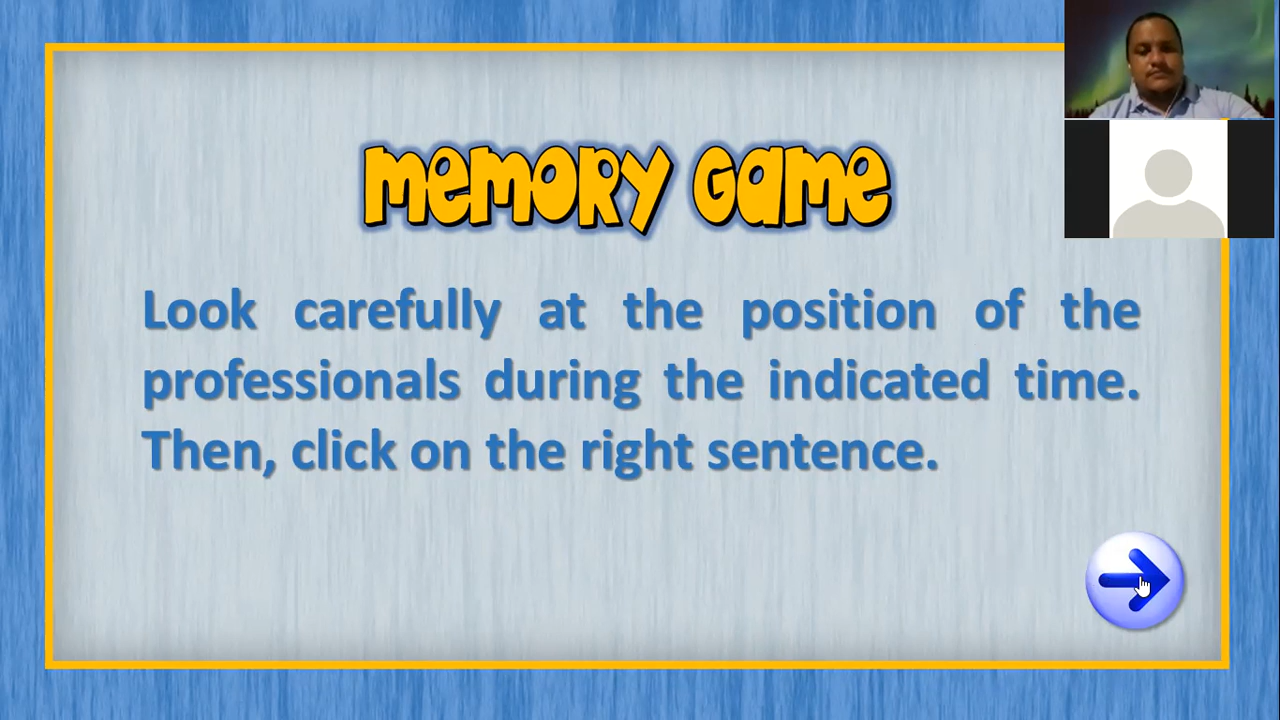 MEMORY GAME
Look carefully at the position of the
professionals during the indicated time.
Then, click on the right sentence.